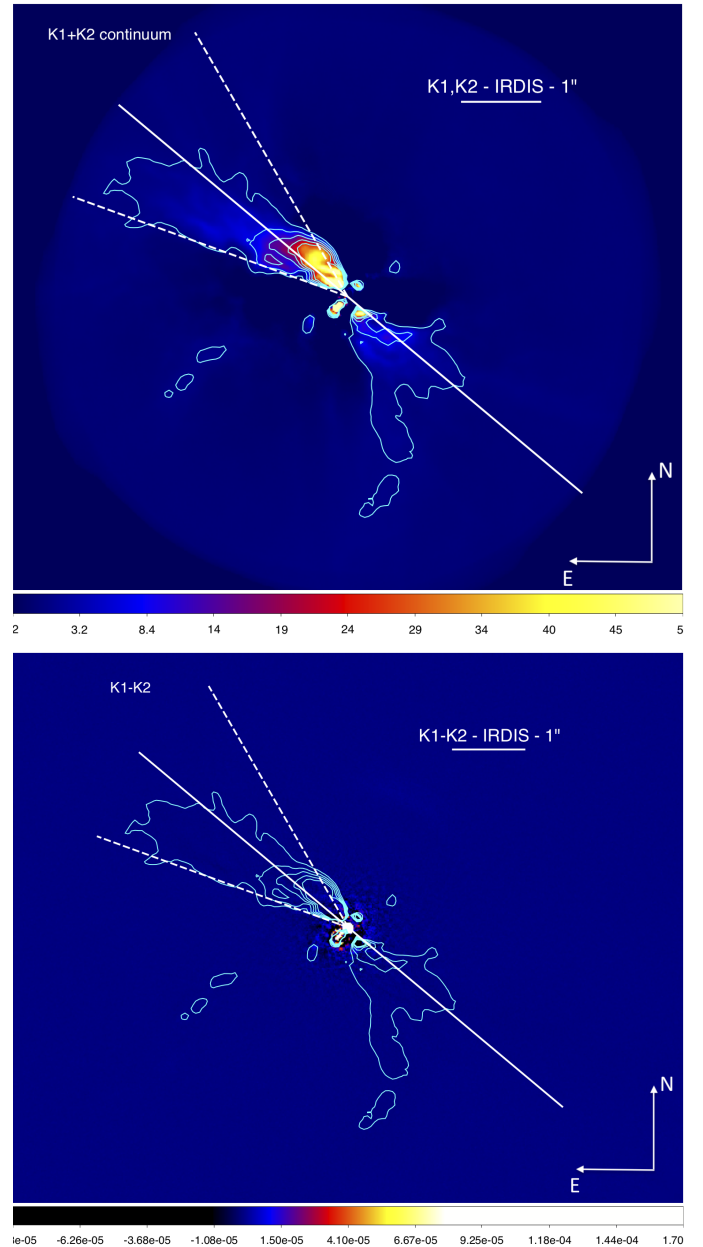 K1+K2 continuum
K1,K2 - IRDIS - 1"
N
E
2 3.2 8.4 14 19 24 29 34 40 45 5
K1-K2
K1-K2 - IRDIS - 1"
N
E
-6.26e-05 -3.68e-05 -1.08e-05 1.50e-05 4.10e-05 6.67e-05 9.25e-05 1.18e-04 1.44e-04 1.70